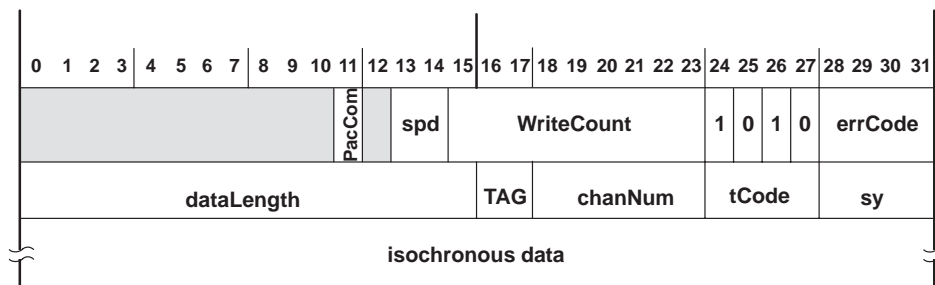 0 1 2 3 4 5 6 7 8 9 10 11 12 13 14 15 16 17 18 19 20 21 22 23 24 25 26 27 28 29 30 31
PacCom spd WriteCount 1 0 1 0 errCode
dataLength TAG chanNum tCode sy
isochronous data